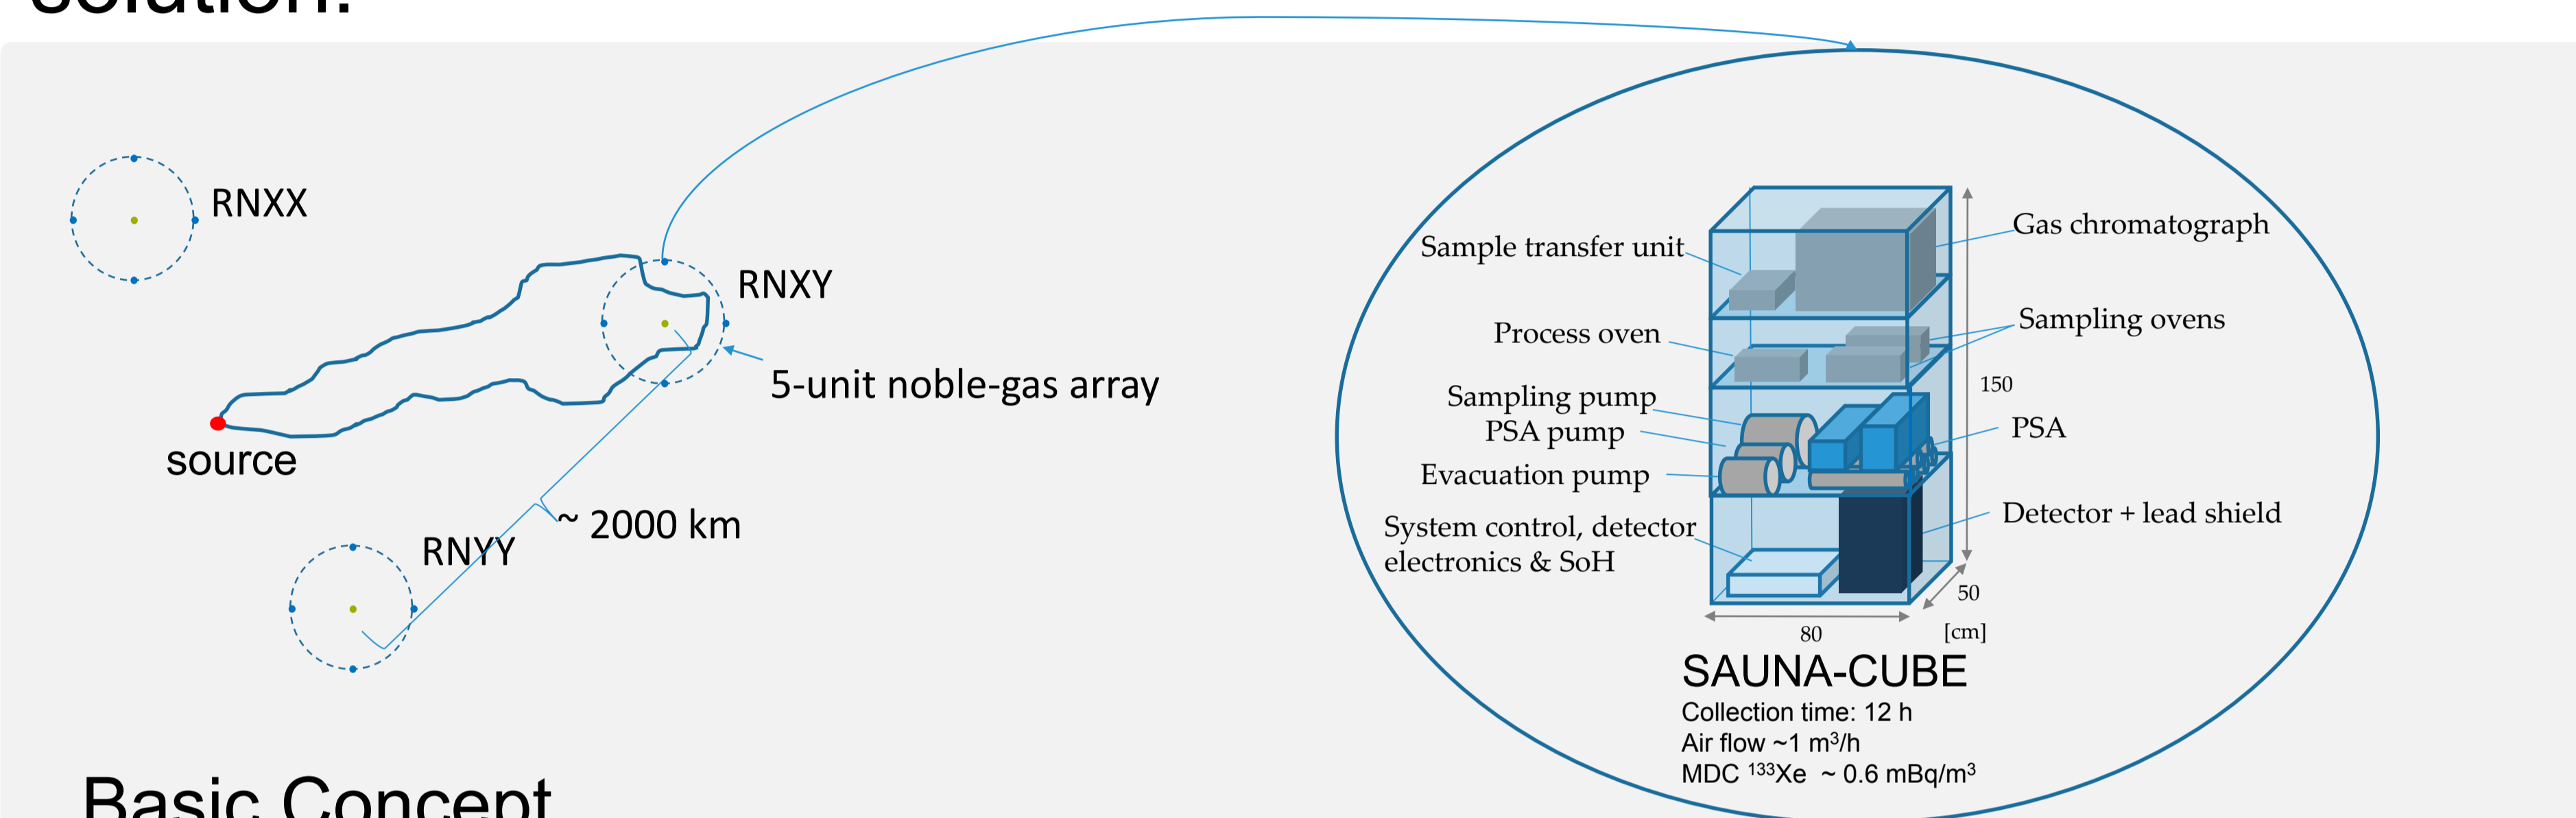 solution.
RNXX
RNXY
5-unit noble-gas array
source
~ 2000 km
RNYY
Sample transfer unit
Gas chromatograph
Process oven
Sampling ovens
Sampling pump
PSA pump
Evacuation pump
150
PSA
System control, detector
electronics & SoH
Detector + lead shield
50
80
[cm]
SAUNA-CUBE
Collection time: 12 h
Air flow ~1 m³/h
MDC ¹³³Xe ~ 0.6 mBq/m³
Basic Concept